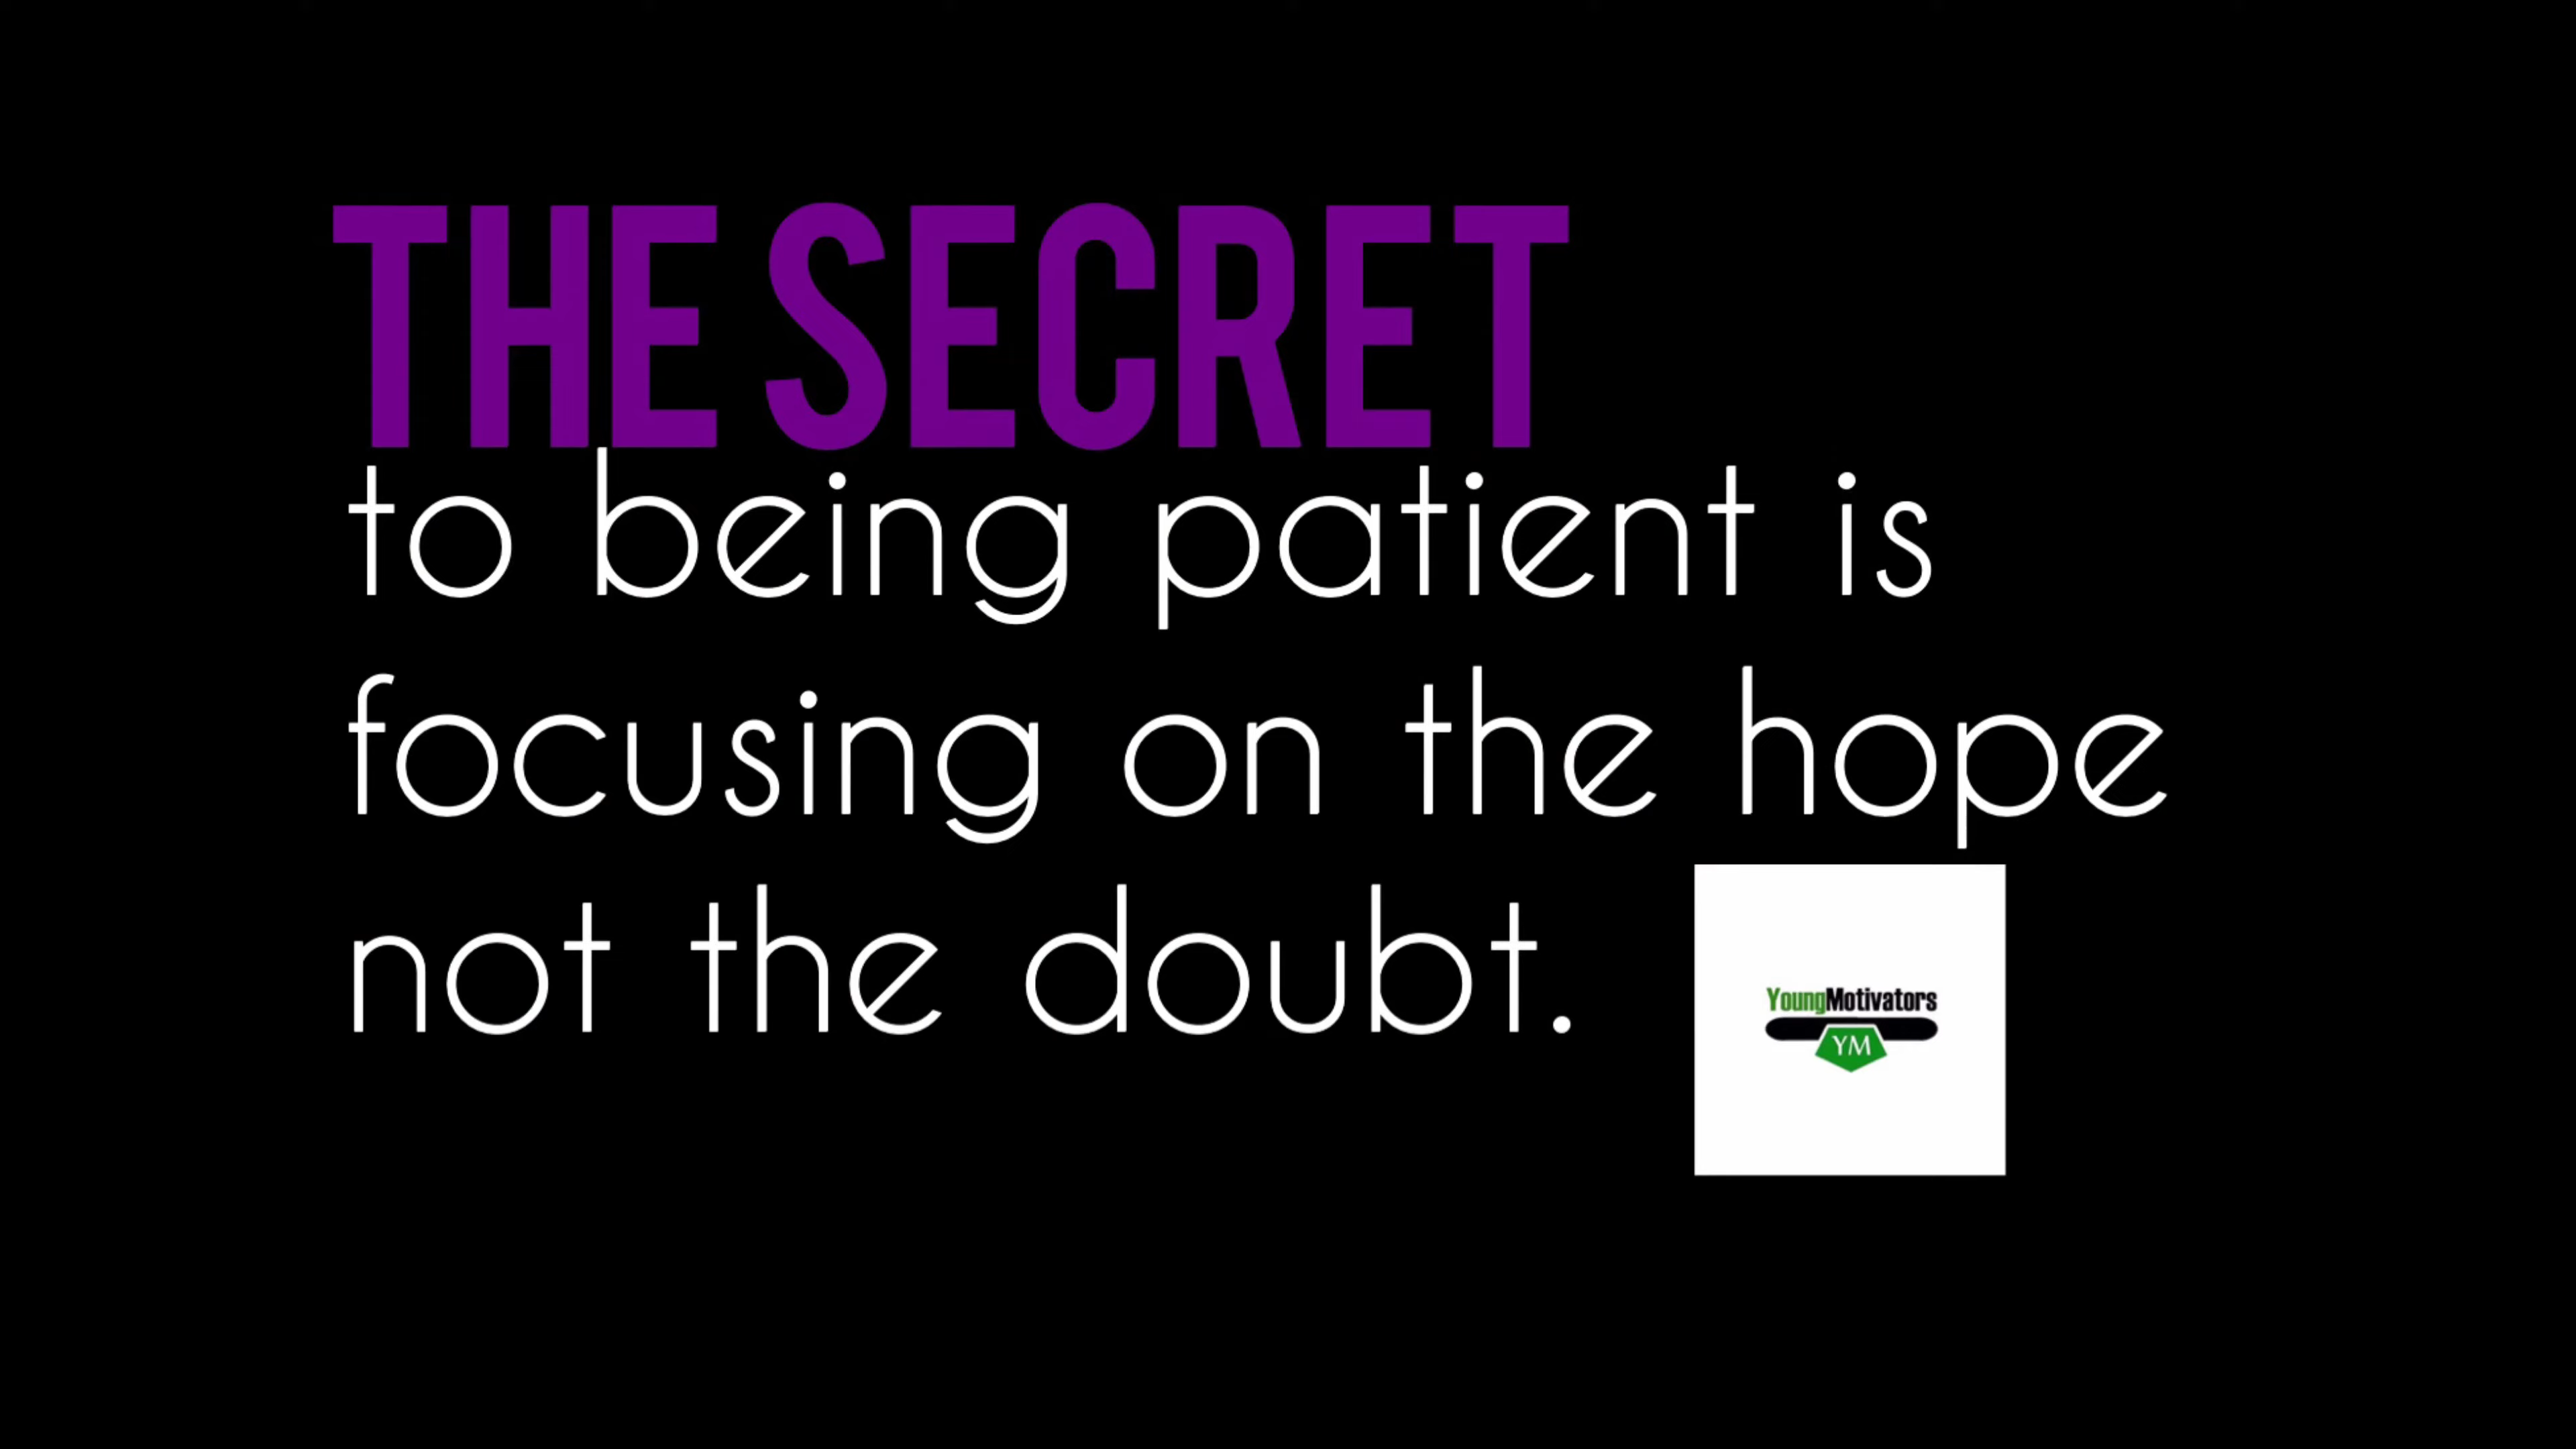 THE SECRET
to being patient is
focusing on the hope
not the doubt.
YoungMotivators
YM